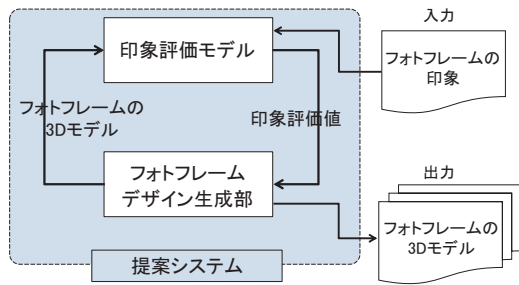 入力
印象評価モデル
フォトフレームの
印象
フォトフレームの
3Dモデル
印象評価値
フォトフレーム
デザイン生成部
出力
フォトフレームの
3Dモデル
提案システム